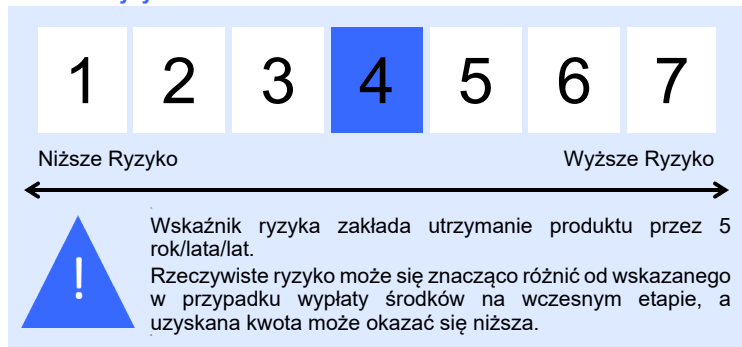 1 2 3 4 5 6 7
Niższe Ryzyko Wyższe Ryzyko
Wskaźnik ryzyka zakłada utrzymanie produktu przez 5
rok/lata/lat.
!
Rzeczywiste ryzyko może się znacząco różnić od wskazanego
w przypadku wypłaty środków na wczesnym etapie, a
uzyskana kwota może okazać się niższa.